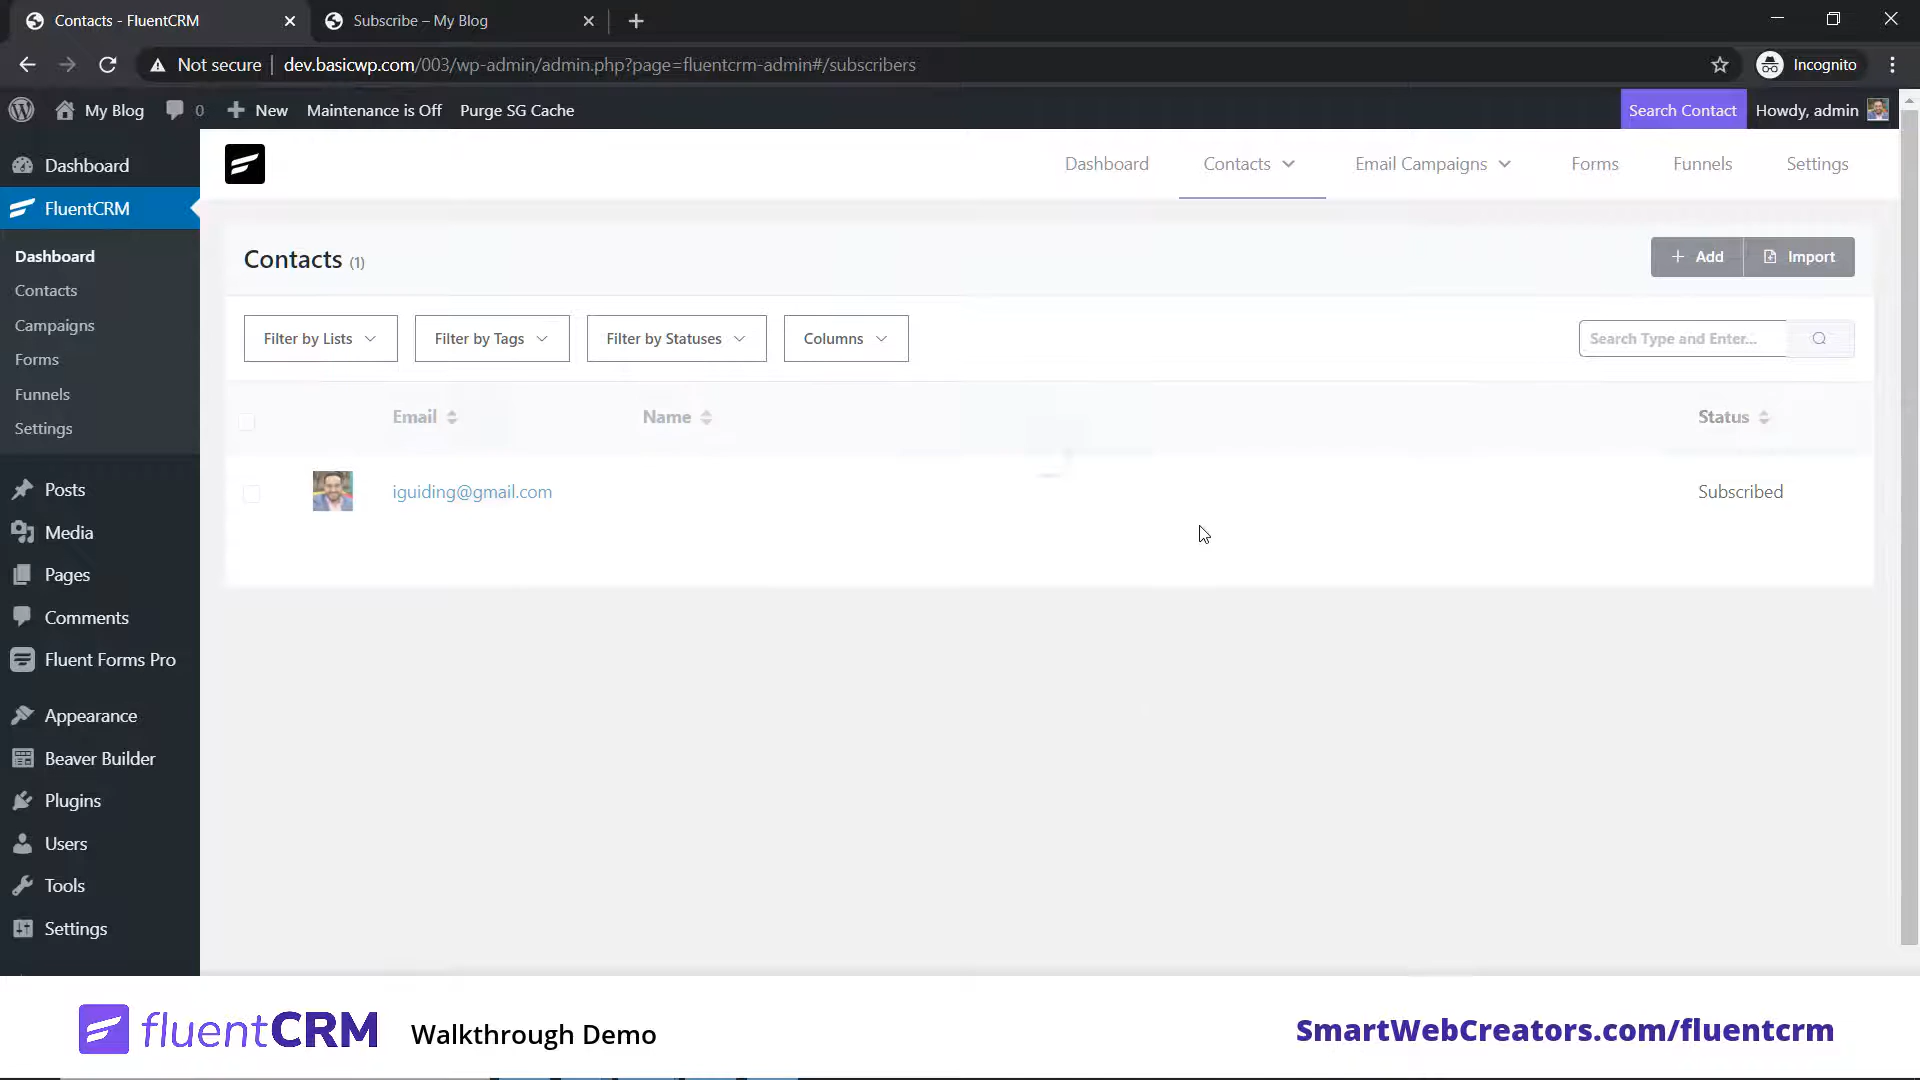 Contacts - FluentCRM
Subscribe – My Blog
Not secure
dev.basicwp.com/003/wp-admin/admin.php?page=fluentcrm-admin#/subscribers
Incognito
My Blog
0
New
Maintenance is Off
Purge SG Cache
Search Contact
Howdy, admin
Dashboard
FluentCRM
Dashboard
Contacts
Campaigns
Forms
Funnels
Settings
Posts
Media
Pages
Comments
Fluent Forms Pro
Appearance
Beaver Builder
Plugins
Users
Tools
Settings
Dashboard
Contacts
Email Campaigns
Forms
Funnels
Settings
Contacts (1)
Add
Import
Filter by Lists
Filter by Tags
Filter by Statuses
Columns
Search Type and Enter...
Email
Name
Status
iguiding@gmail.com
Subscribed
fluentCRM
Walkthrough Demo
SmartWebCreators.com/fluentcrm